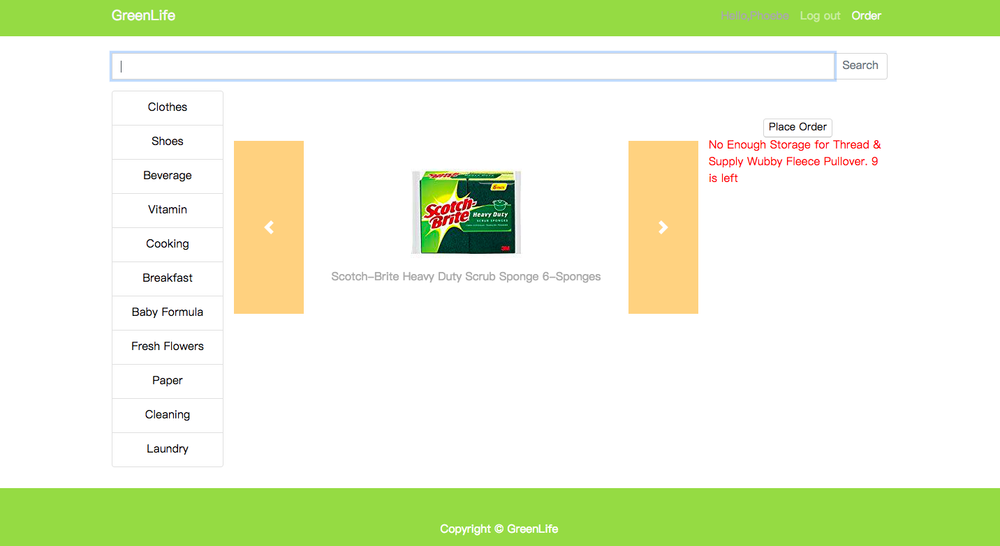 GreenLife
Hello,Phoebe Log out Order
Search
Clothes
Shoes
Beverage
Vitamin
Cooking
Breakfast
Baby Formula
Fresh Flowers
Paper
Cleaning
Laundry
6 PACK
Scotch-
Brite
Heavy Duty
SCRUB SPONGES
3M
Scotch-Brite Heavy Duty Scrub Sponge 6-Sponges
Place Order
No Enough Storage for Thread &
Supply Wubby Fleece Pullover. 9
is left
Copyright © GreenLife